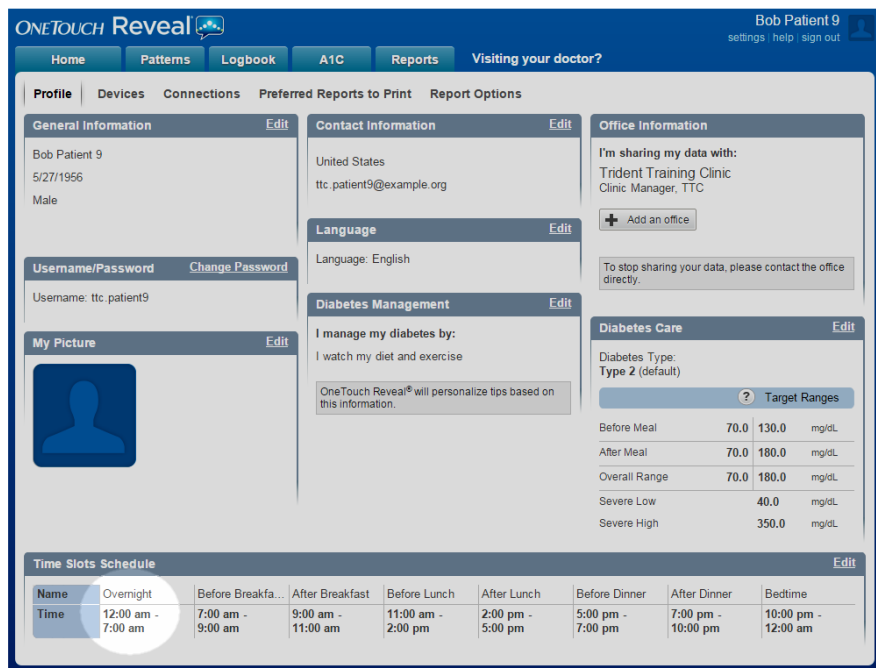 ONETOUCH Reveal
Bob Patient 9
settings | help | sign out
Home Patterns Logbook A1C Reports Visiting your doctor?
Profile Devices Connections Preferred Reports to Print Report Options
General Information Edit
Bob Patient 9
5/27/1956
Male
Username/Password Change Password
Username: ttc.patient9
My Picture Edit
Contact Information Edit
United States
ttc.patient9@example.org
Language Edit
Language: English
Diabetes Management Edit
I manage my diabetes by:
I watch my diet and exercise
OneTouch Reveal® will personalize tips based on
this information.
Office Information
I'm sharing my data with:
Trident Training Clinic
Clinic Manager, TTC
Add an office
To stop sharing your data, please contact the office
directly.
Diabetes Care Edit
Diabetes Type:
Type 2 (default)
? Target Ranges
Before Meal 70.0 130.0 mg/dL
After Meal 70.0 180.0 mg/dL
Overall Range 70.0 180.0 mg/dL
Severe Low 40.0 mg/dL
Severe High 350.0 mg/dL
Time Slots Schedule Edit
Name Overnight Before Breakfa... After Breakfast Before Lunch After Lunch Before Dinner After Dinner Bedtime
Time 12:00 am - 7:00 am - 9:00 am - 11:00 am - 2:00 pm - 5:00 pm - 7:00 pm - 10:00 pm -
7:00 am 9:00 am 11:00 am 2:00 pm 5:00 pm 7:00 pm 10:00 pm 12:00 am